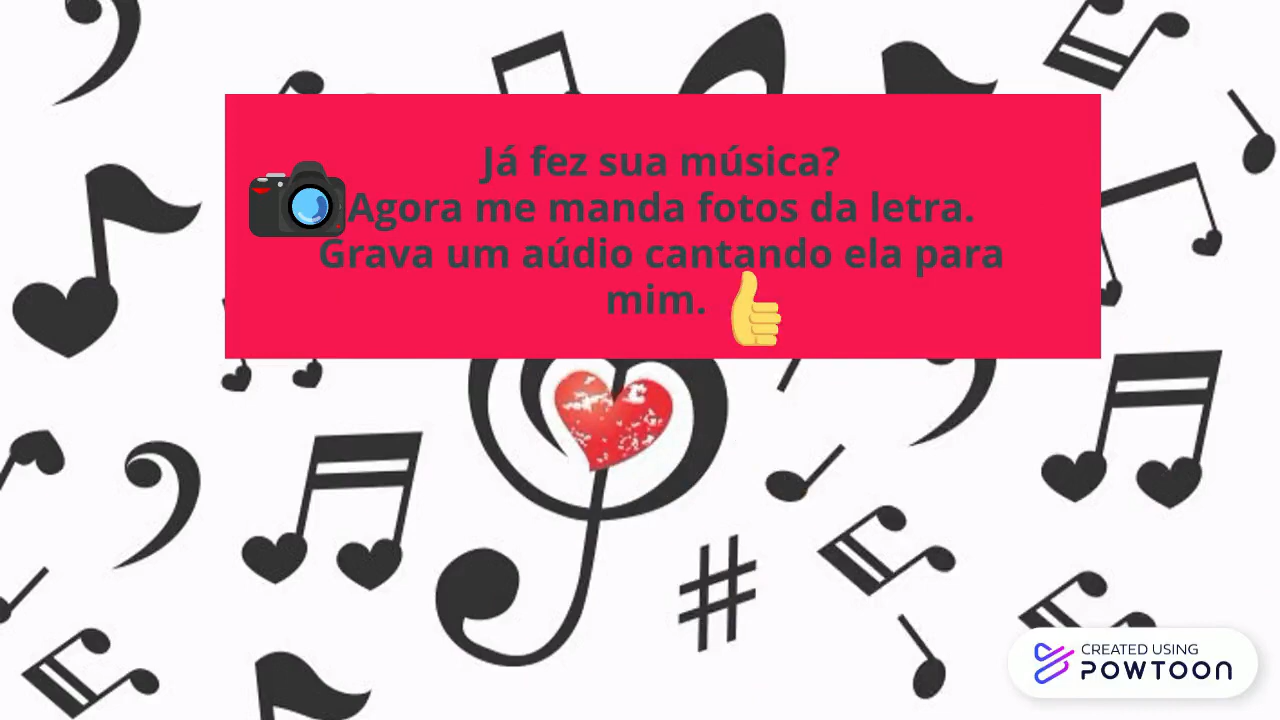 Já fez sua música?
Agora me manda fotos da letra.
Grava um aúdio cantando ela para
mim.
CREATED USING
POWTOON